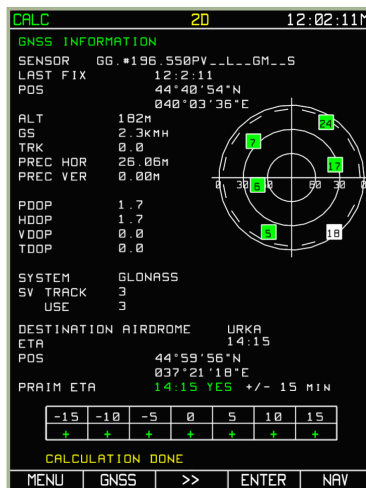 CALC 2D 12:02:11M
GNSS INFORMATION
SENSOR GG.#196.550PV__L__GM__S
LAST FIX 12:2:11
POS 44°40'54"N
040°03'36"E
ALT 182M
GS 2.3KMH
TRK 0.0
PREC HOR 26.06M
PREC VER 0.00M
24
7
17
0 30 60 30 0
6
5
18
PDOP 1.7
HDOP 1.7
VDOP 0.0
TDOP 0.0
SYSTEM GLONASS
SV TRACK 3
USE 3
DESTINATION AIRDROME URKA
ETA 14:15
POS 44°59'56"N
037°21'18"E
PRAIM ETA 14:15 YES +/- 15 MIN
-15 -10 -5 0 5 10 15
+ + + + + + +
CALCULATION DONE
MENU GNSS >> ENTER NAV